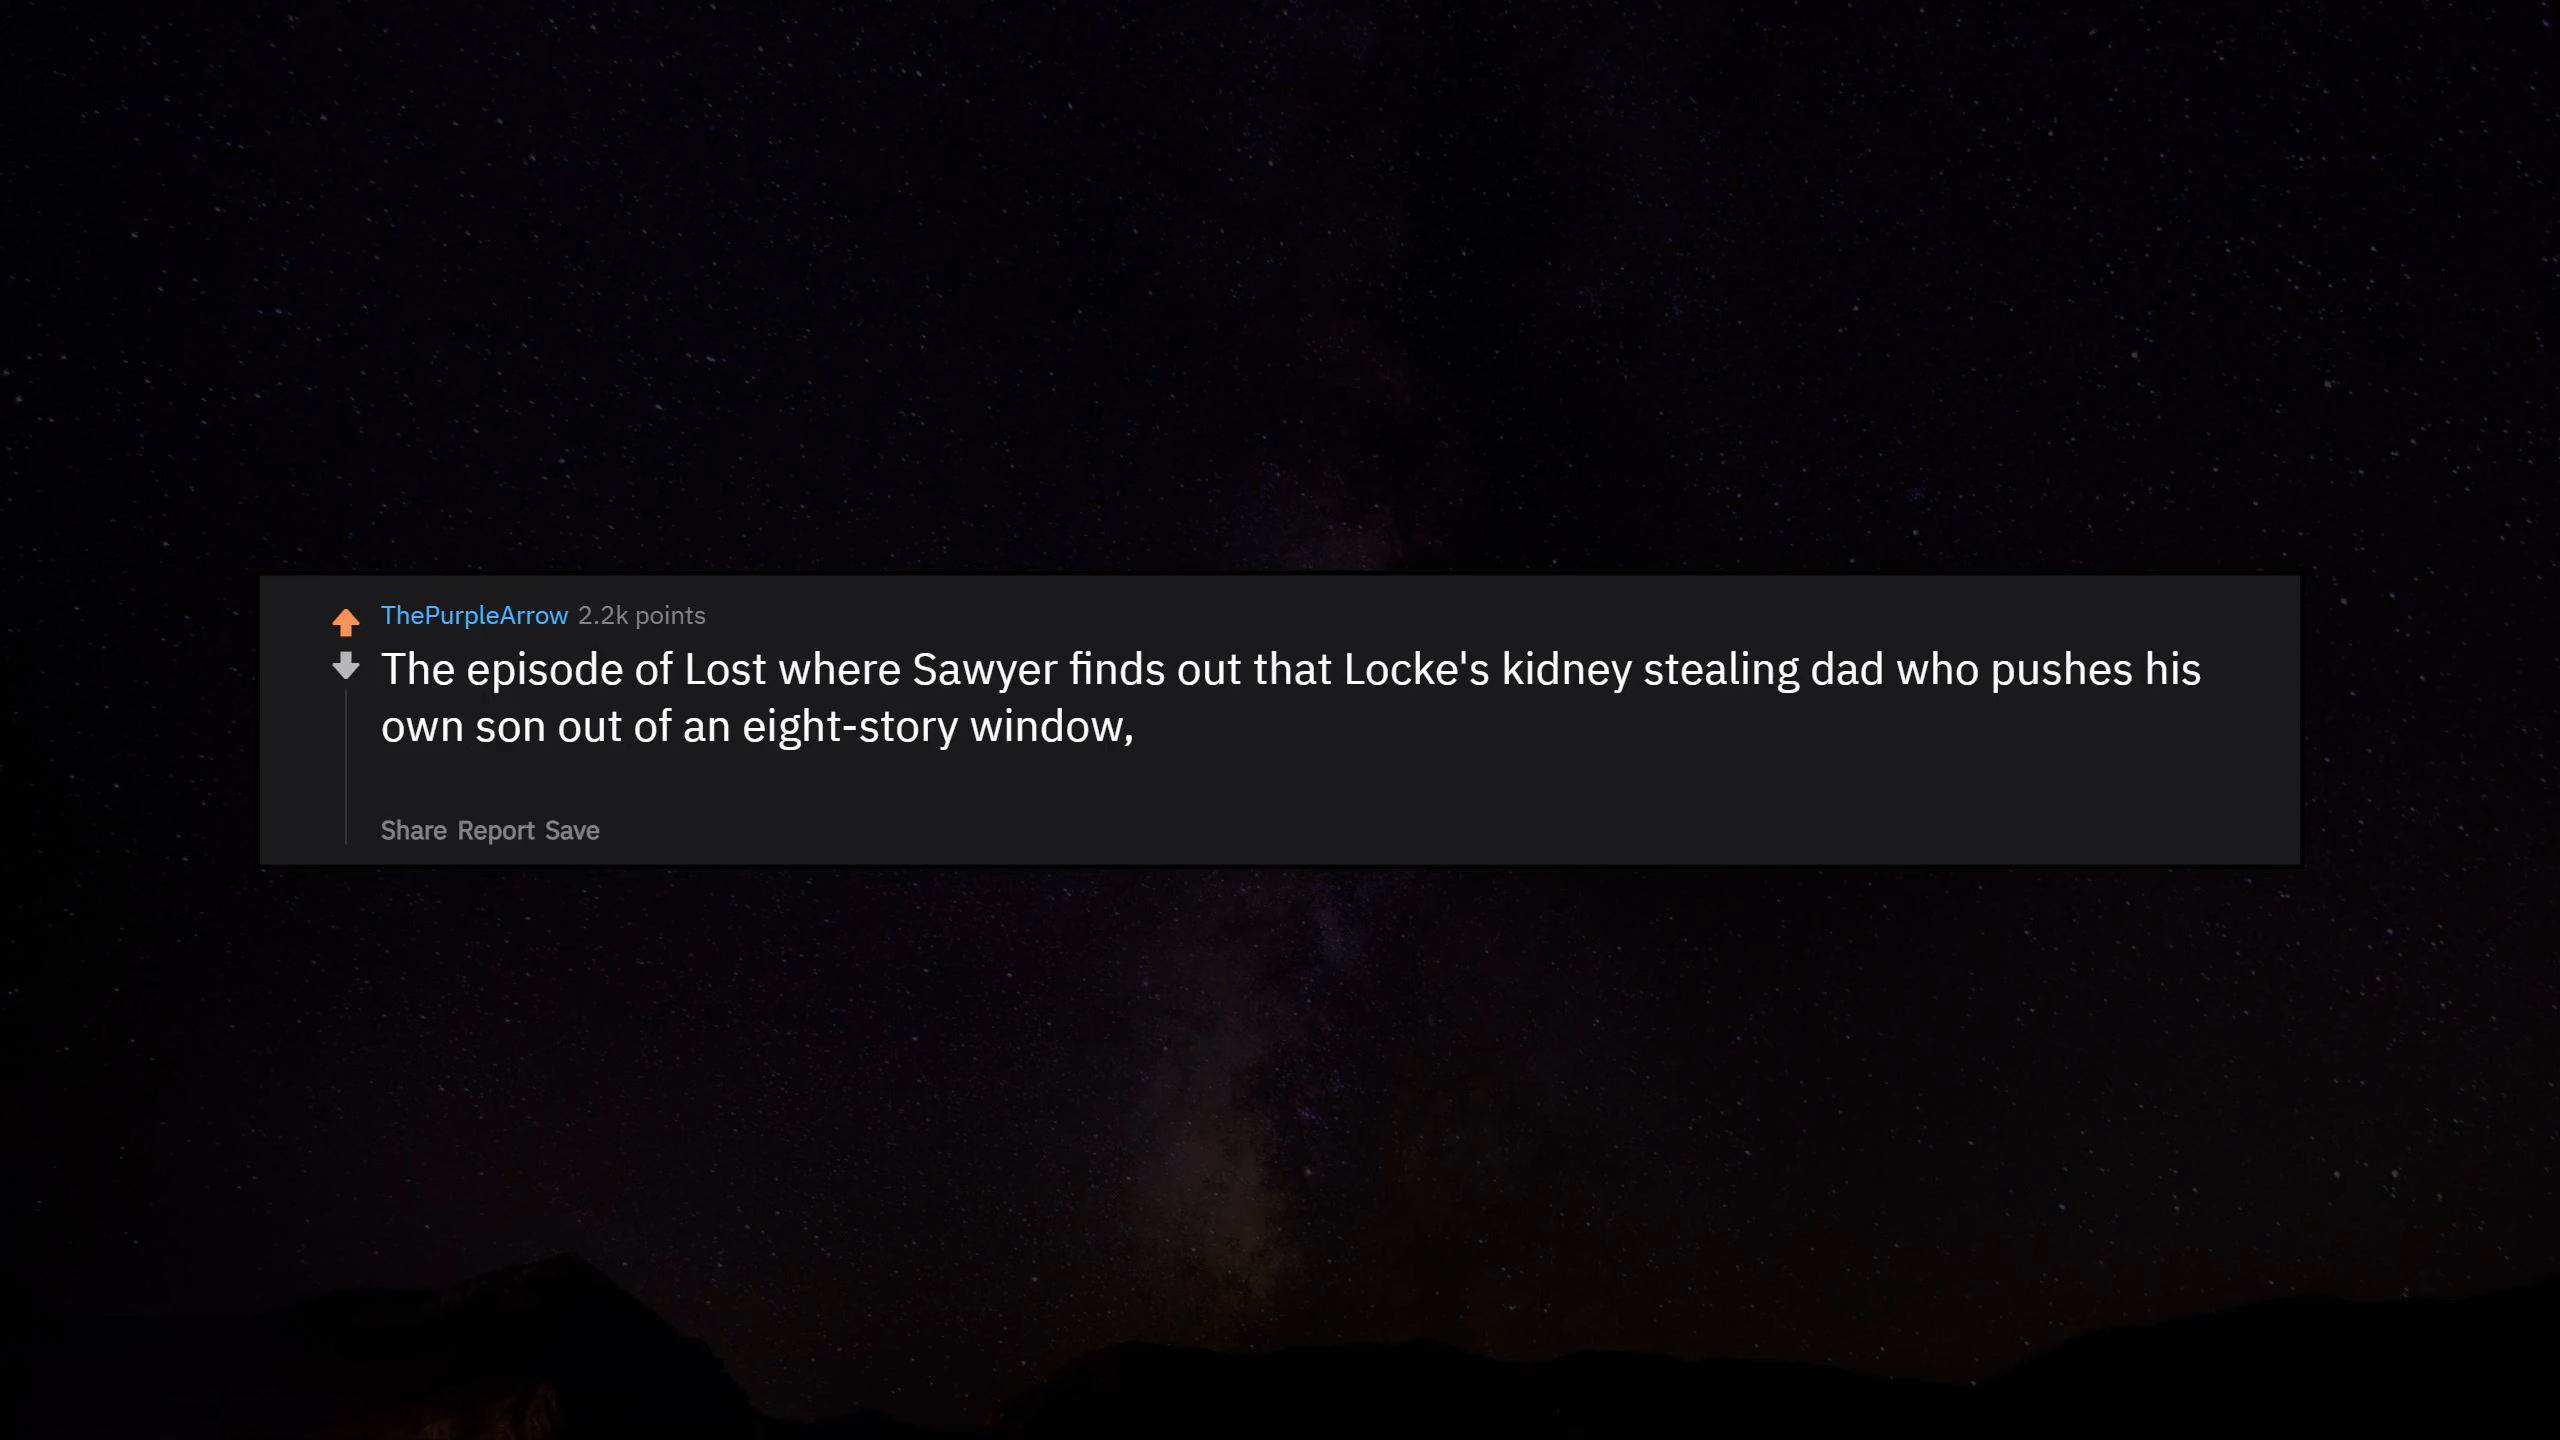 ThePurpleArrow 2.2k points
The episode of Lost where Sawyer finds out that Locke's kidney stealing dad who pushes his
own son out of an eight-story window,
Share Report Save